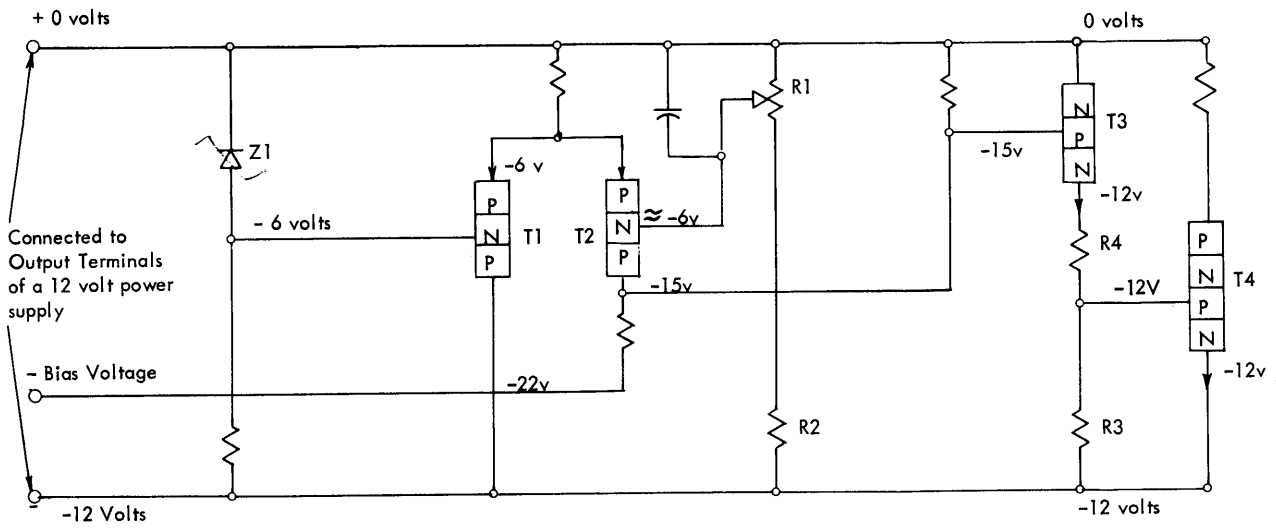 + 0 volts
0 volts
R1
N
P
N
T3
-15v
Z1
-6 v
-12v
P
N
P
T1
T2
P
N
P
≈ -6v
- 6 volts
R4
Connected to
Output Terminals
of a 12 volt power
supply
-15v
-12V
P
N
P
N
T4
- Bias Voltage
-22v
-12v
R2
R3
-12 Volts
-12 volts